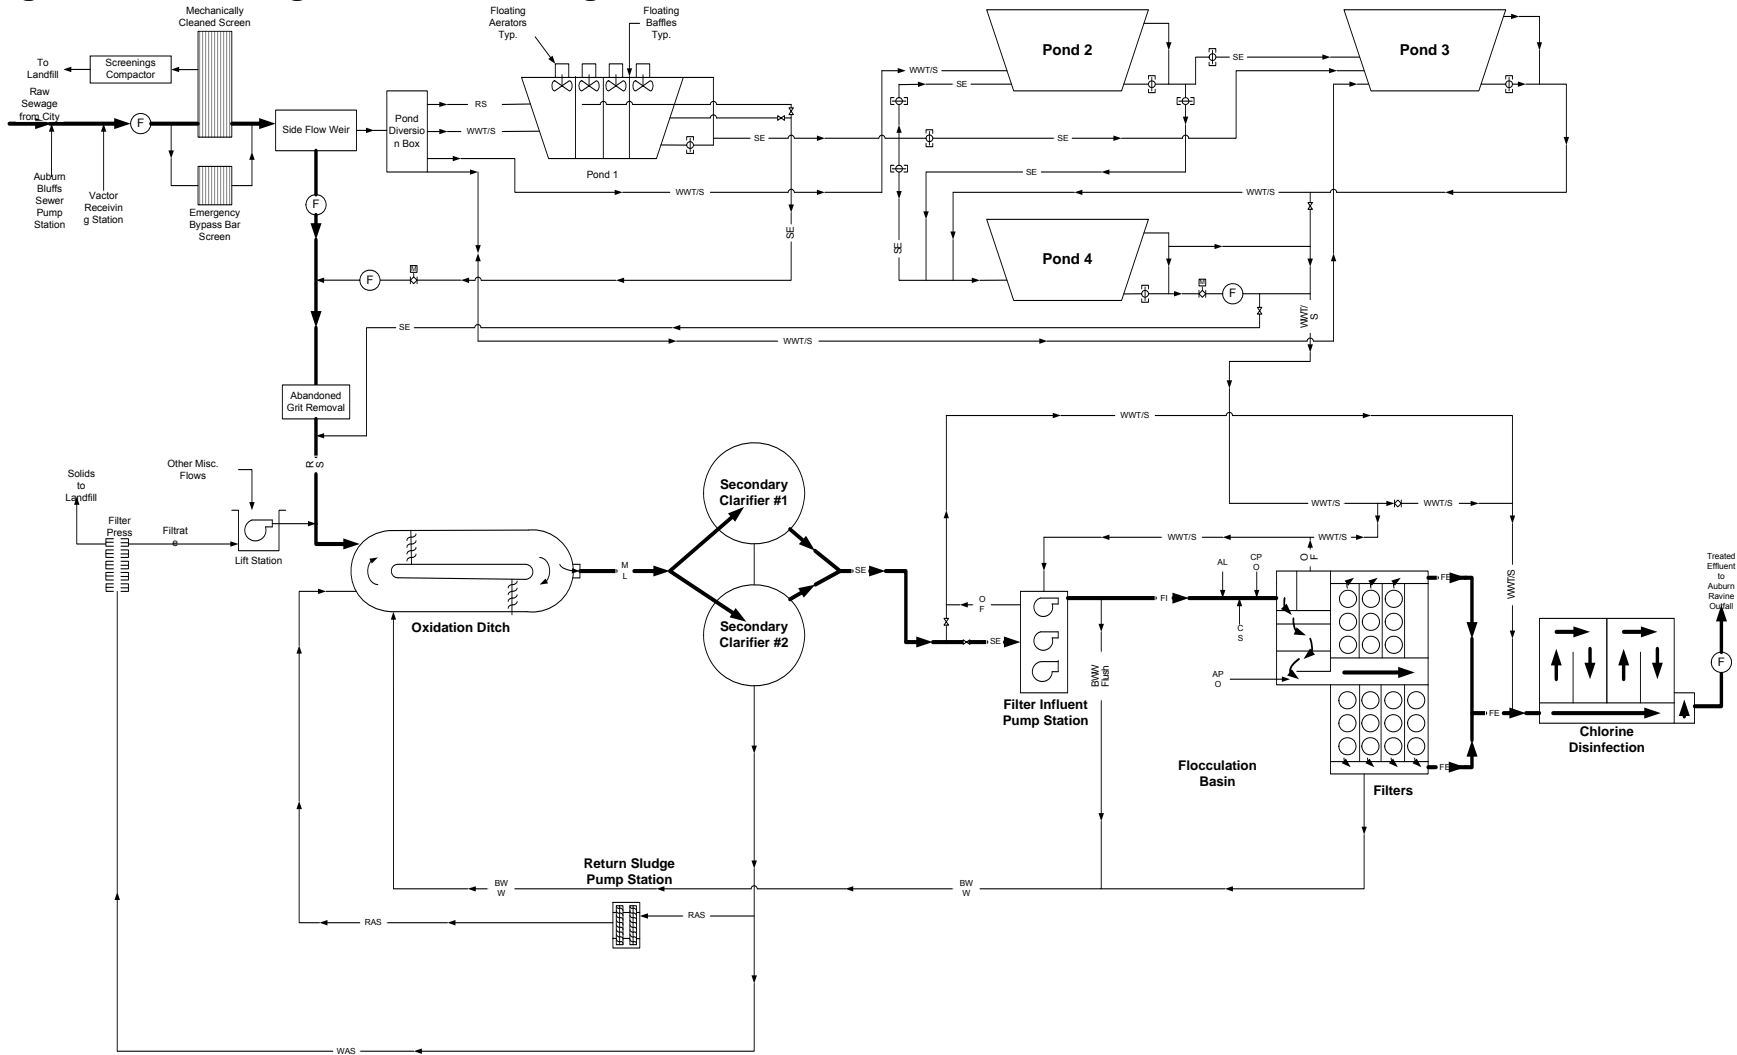 Mechanically
Cleaned Screen
Floating
Aerators
Typ.
Floating
Baffles
Typ.
Pond 2
Pond 3
To
Landfill
Screenings
Compactor
Raw
Sewage
from City
F
Side Flow Weir
Pond
Diversio
n Box
RS
WWT/S
WWT/S
SE
SE
SE
SE
Pond 1
Auburn
Bluffs
Sewer
Pump
Station
Vactor
Receivin
g Station
Emergency
Bypass Bar
Screen
F
WWT/S
SE
WWT/S
SE
SE
Pond 4
F
M
M
F
SE
WWT/S
WWT/
S
Abandoned
Grit Removal
WWT/S
R
S
Solids
to
Landfill
Other Misc.
Flows
Filter
Press
Filtrat
e
Lift Station
Secondary
Clarifier #1
WWT/S
WWT/S
WWT/S
WWT/S
O
F
M
L
SE
Oxidation Ditch
Secondary
Clarifier #2
O
F
SE
AL
CP
O
FI
C
S
AP
O
BWW
Flush
Filter Influent
Pump Station
Flocculation
Basin
FE
FE
FE
Filters
WWT/S
Treated
Effluent
to
Auburn
Ravine
Outfall
F
Chlorine
Disinfection
Return Sludge
Pump Station
BW
W
BW
W
RAS
RAS
WAS